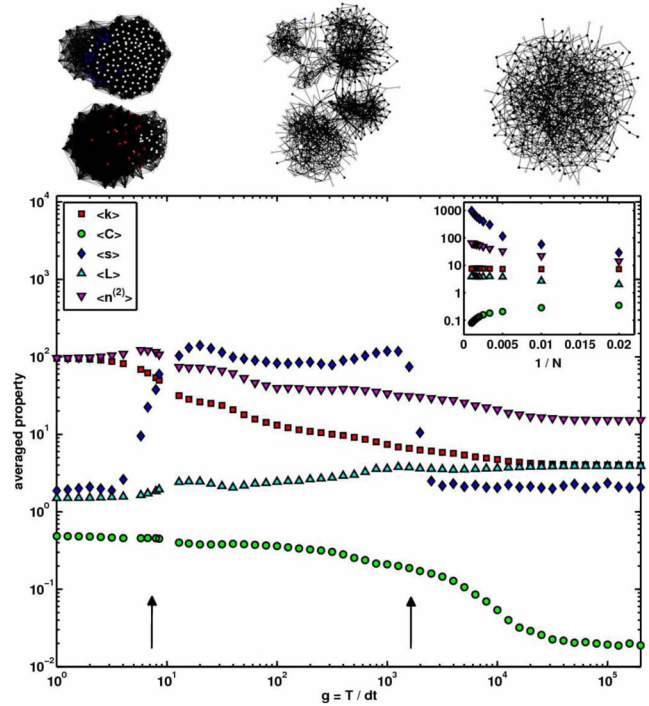 10^4
10^3
10^2
10^1
10^0
10^-1
10^-2
averaged property
<k>
<C>
<s>
<L>
<n^(2)>
1000
100
10
1
0.1
0 0.005 0.01 0.015 0.02
1 / N
10^0 10^1 10^2 10^3 10^4 10^5
g = T / dt